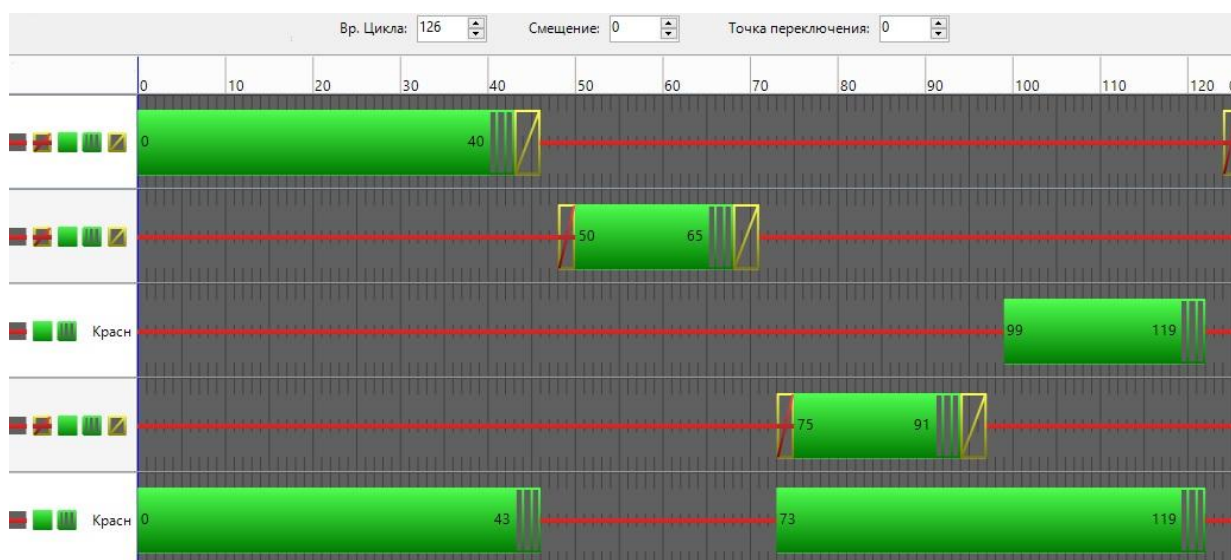 Вр. Цикла: 126 Смещение: 0 Точка переключения: 0
0 10 20 30 40 50 60 70 80 90 100 110 120
0 40
50 65
Красн 99 119
75 91
Красн 0 43 73 119